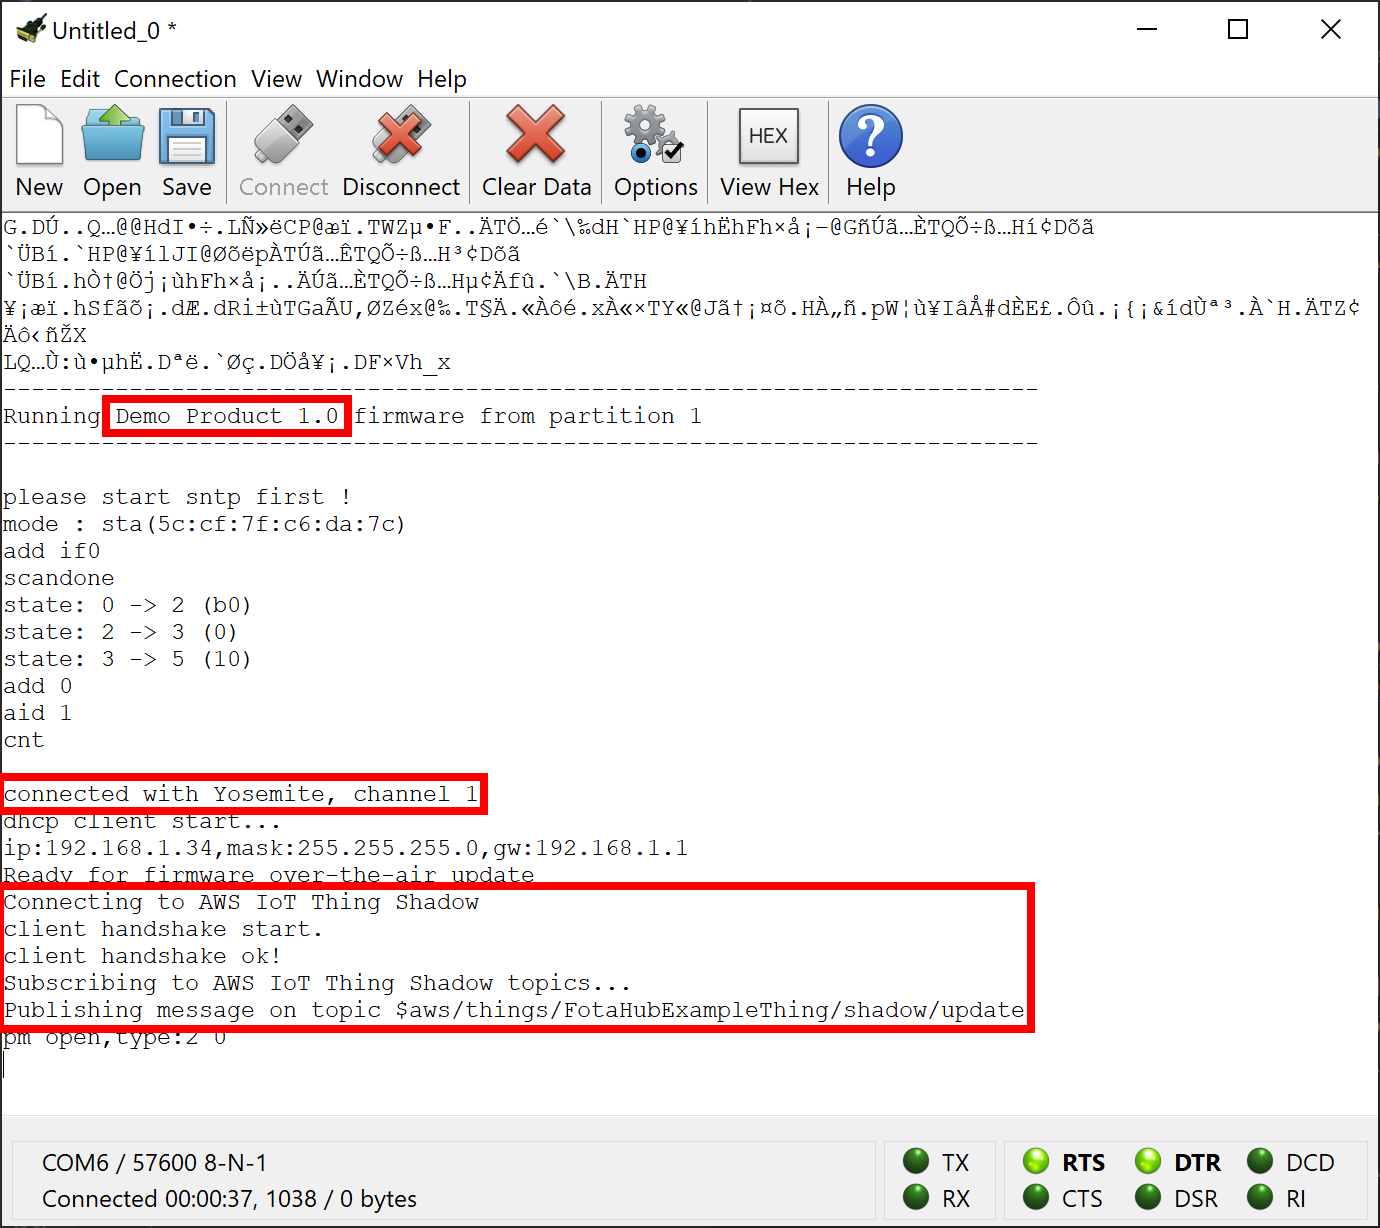 Untitled_0 *
File Edit Connection View Window Help
HEX
New Open Save Connect Disconnect Clear Data Options View Hex Help
G.DÚ..Q…@@HdI•÷.LÑ»ëCP@æï.TWZµ•F..ÄTÖ…é`\‰dH`HP@¥íhËhFh×å¡–@GñÚã…ÈTQÕ÷ß…Hí¢Dõã
`ÜBí.`HP@¥ílJI@ØõëpÀTÚã…ÊTQÕ÷ß…H³¢Dõã
`ÜBí.hÒ†@Öj¡ùhFh×å¡..ÄÚã…ÈTQÕ÷ß…Hµ¢Äfû.`\B.ÄTH
¥¡æï.hSfãõ¡.dÆ.dRi±ùTGaÃU‚ØZéx@‰.T§Ä.«Àôé.xÀ«×TY«@Jã†¡¤õ.HÀ„ñ.pW¦ù¥IâÅ#dÈE£.Ôû.¡{¡&ídÙª³.À`H.ÄTZ¢
Äô‹ñŽX
LQ…Ù:ù•µhË.Dªë.`Øç.DÖå¥¡.DF×Vh_x
--------------------------------------------------------------------------
Running Demo Product 1.0 firmware from partition 1
--------------------------------------------------------------------------
please start sntp first !
mode : sta(5c:cf:7f:c6:da:7c)
add if0
scandone
state: 0 -> 2 (b0)
state: 2 -> 3 (0)
state: 3 -> 5 (10)
add 0
aid 1
cnt
connected with Yosemite, channel 1
dhcp client start...
ip:192.168.1.34,mask:255.255.255.0,gw:192.168.1.1
Ready for firmware over-the-air update
Connecting to AWS IoT Thing Shadow
client handshake start.
client handshake ok!
Subscribing to AWS IoT Thing Shadow topics...
Publishing message on topic $aws/things/FotaHubExampleThing/shadow/update
pm open,type:2 0
COM6 / 57600 8-N-1
Connected 00:00:37, 1038 / 0 bytes
TX RTS DTR DCD
RX CTS DSR RI